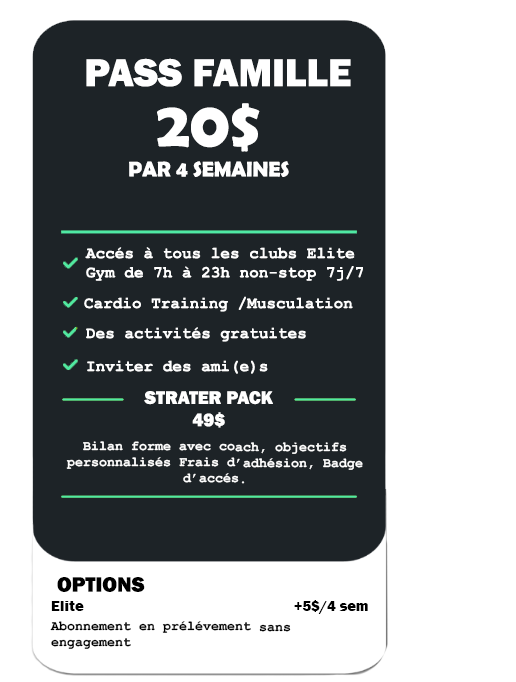 PASS FAMILLE
20$
PAR 4 SEMAINES
Accés à tous les clubs Elite
Gym de 7h à 23h non-stop 7j/7
Cardio Training /Musculation
Des activités gratuites
Inviter des ami(e)s
STRATER PACK
49$
Bilan forme avec coach, objectifs
personnalisés Frais d’adhésion, Badge
d’accés.
OPTIONS
Elite +5$/4 sem
Abonnement en prélévement sans
engagement